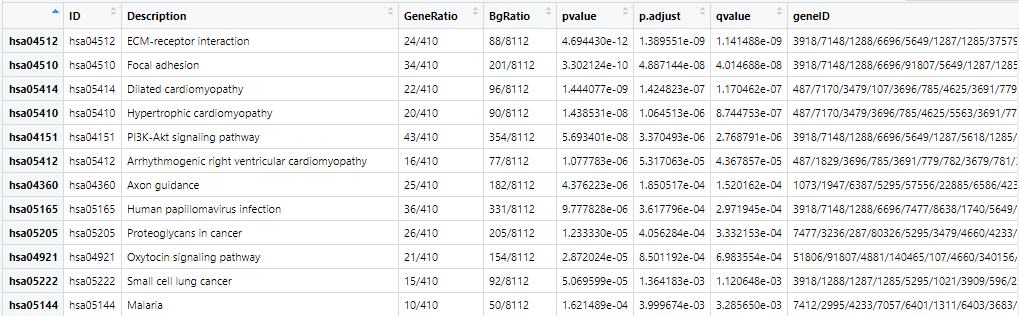 ID Description GeneRatio BgRatio pvalue p.adjust qvalue geneID
hsa04512 hsa04512 ECM-receptor interaction 24/410 88/8112 4.694430e-12 1.389551e-09 1.141488e-09 3918/7148/1288/6696/5649/1287/1285/37579
hsa04510 hsa04510 Focal adhesion 34/410 201/8112 3.302124e-10 4.887144e-08 4.014688e-08 3918/7148/1288/6696/91807/5649/1287/1285
hsa05414 hsa05414 Dilated cardiomyopathy 22/410 96/8112 1.444077e-09 1.424823e-07 1.170462e-07 487/7170/3479/107/3696/785/4625/3691/779
hsa05410 hsa05410 Hypertrophic cardiomyopathy 20/410 90/8112 1.438531e-08 1.064513e-06 8.744753e-07 487/7170/3479/3696/785/4625/5563/3691/77
hsa04151 hsa04151 PI3K-Akt signaling pathway 43/410 354/8112 5.693401e-08 3.370493e-06 2.768791e-06 3918/7148/1288/6696/5649/1287/5618/1285/
hsa05412 hsa05412 Arrhythmogenic right ventricular cardiomyopathy 16/410 77/8112 1.077783e-06 5.317063e-05 4.367857e-05 487/1829/3696/785/3691/779/782/3679/781/
hsa04360 hsa04360 Axon guidance 25/410 182/8112 4.376223e-06 1.850517e-04 1.520162e-04 1073/1947/6387/5295/57556/22885/6586/423
hsa05165 hsa05165 Human papillomavirus infection 36/410 331/8112 9.777828e-06 3.617796e-04 2.971945e-04 3918/7148/1288/6696/7477/8638/1740/5649/
hsa05205 hsa05205 Proteoglycans in cancer 26/410 205/8112 1.233330e-05 4.056284e-04 3.332153e-04 7477/3236/287/80326/5295/3479/4660/4233/
hsa04921 hsa04921 Oxytocin signaling pathway 21/410 154/8112 2.872042e-05 8.501192e-04 6.983554e-04 51806/91807/4881/140465/107/4660/340156/
hsa05222 hsa05222 Small cell lung cancer 15/410 92/8112 5.069599e-05 1.364183e-03 1.120648e-03 3918/1288/1287/1285/5295/1021/3909/596/2
hsa05144 hsa05144 Malaria 10/410 50/8112 1.621489e-04 3.999674e-03 3.285650e-03 7412/2995/4233/7057/6401/1311/6403/3683/